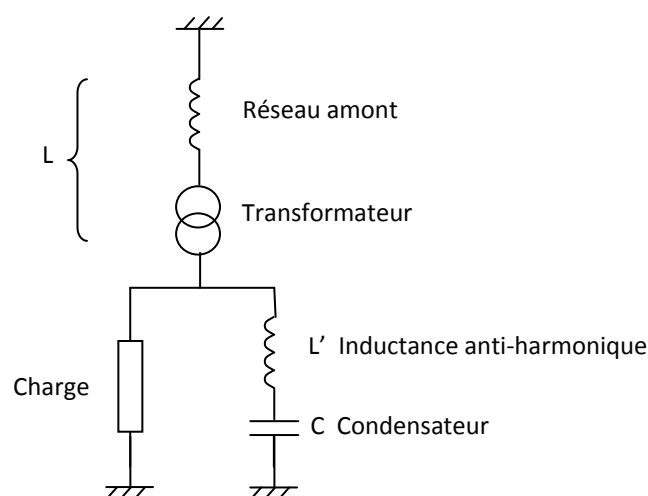 Réseau amont
L
Transformateur
L’ Inductance anti-harmonique
Charge
C Condensateur